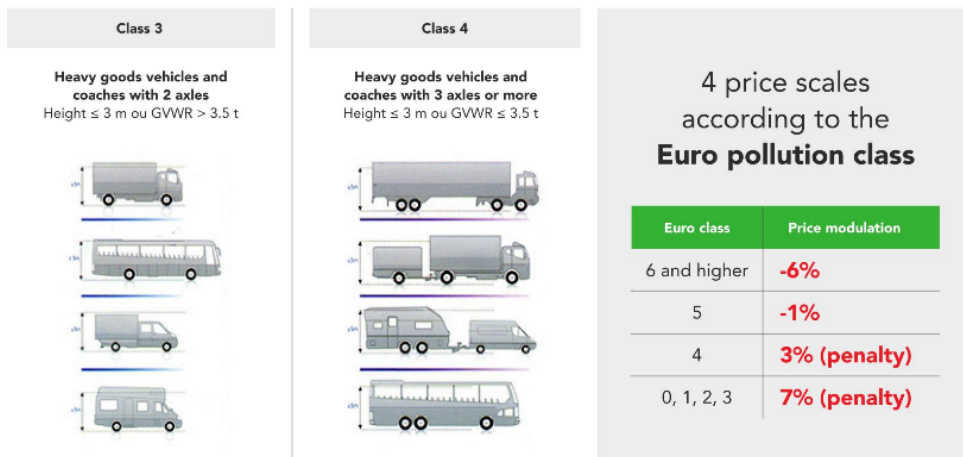 Class 3
Heavy goods vehicles and
coaches with 2 axles
Height ≤ 3 m ou GVWR > 3.5 t
Class 4
Heavy goods vehicles and
coaches with 3 axles or more
Height ≤ 3 m ou GVWR ≤ 3.5 t
4 price scales
according to the
Euro pollution class
Euro class Price modulation
6 and higher -6%
5 -1%
4 3% (penalty)
0, 1, 2, 3 7% (penalty)